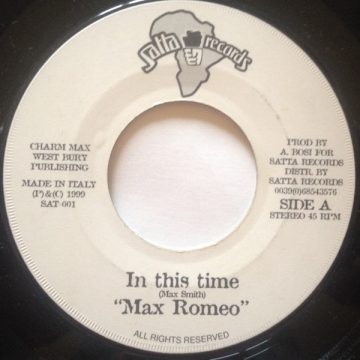 Satta records
CHARM MAX
WEST BURY
PUBLISHING
MADE IN ITALY
(P)&(C) 1999
SAT-001
PROD BY
A. BOSI FOR
SATTA RECORDS
DISTR. BY
SATTA RECORDS
0039(0)68543576
SIDE A
STEREO 45 RPM
In this time
(Max Smith)
"Max Romeo"
ALL RIGHTS RESERVED